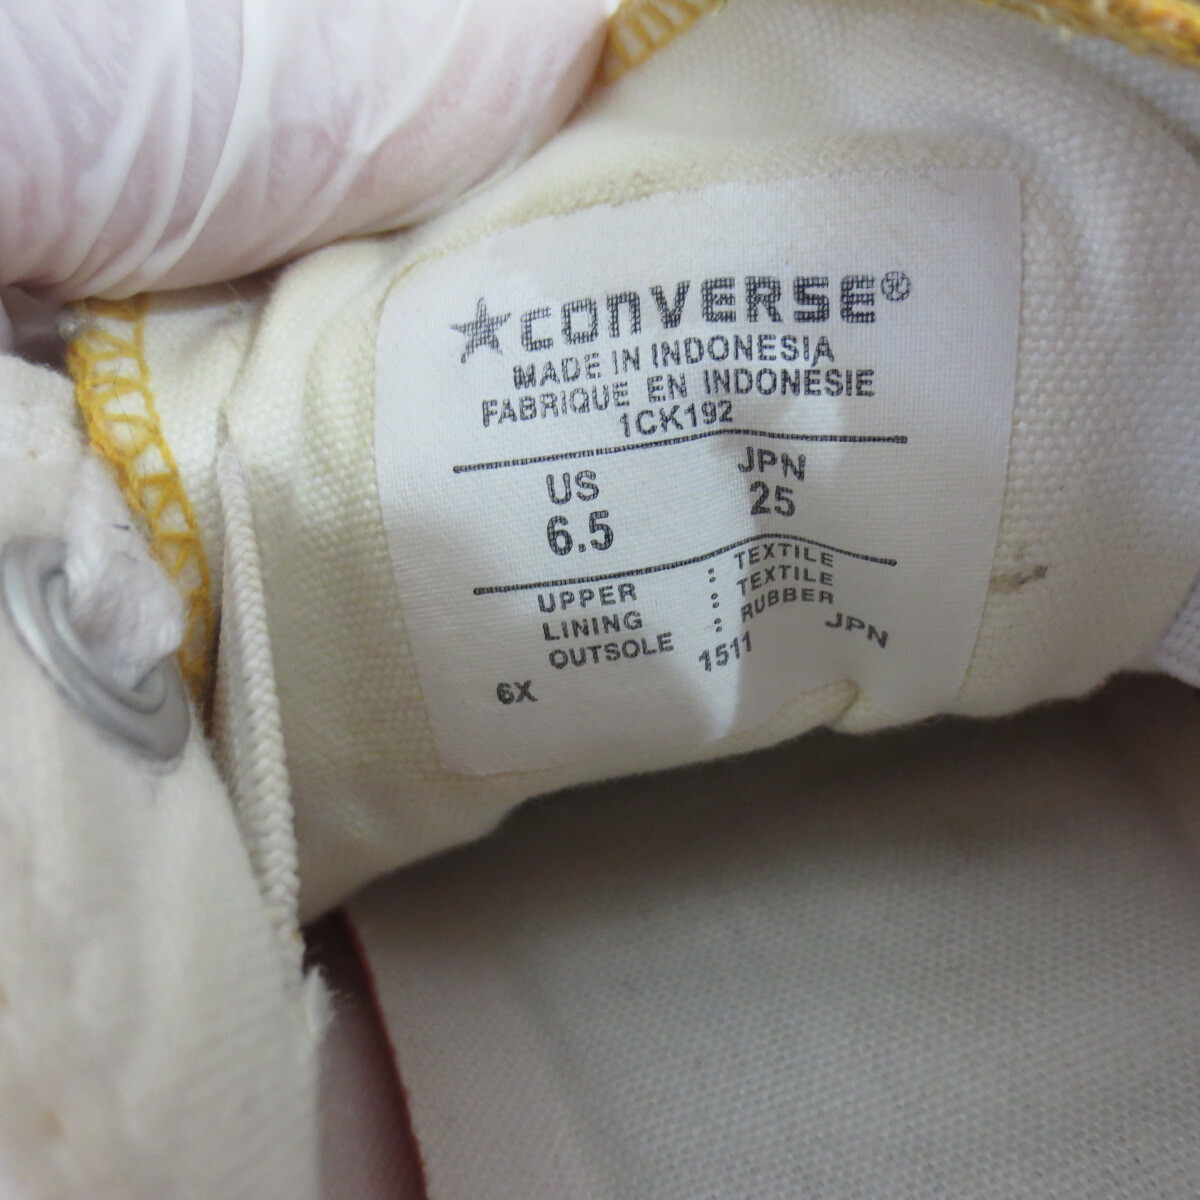 ★CONVERSE®
MADE IN INDONESIA
FABRIQUE EN INDONESIE
1CK192
US JPN
6.5 25
UPPER : TEXTILE
LINING : TEXTILE
OUTSOLE : RUBBER
6X 1511 JPN